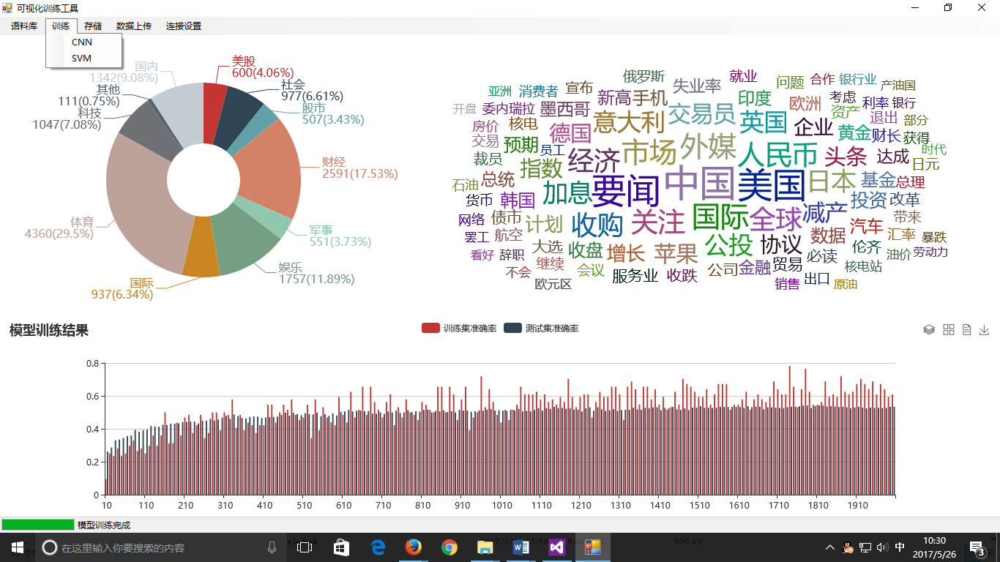 可视化训练工具
语料库 训练 存储 数据上传 连接设置
CNN
SVM
美股
600(4.06%)
社会
977(6.61%)
股市
507(3.43%)
财经
2591(17.53%)
军事
551(3.73%)
娱乐
1757(11.89%)
国际
937(6.34%)
体育
4360(29.5%)
科技
1047(7.08%)
其他
111(0.75%)
国内
1342(9.08%)
俄罗斯 就业 问题 合作 银行业
亚洲 消费者 宣布 失业率 产油国
开盘 委内瑞拉 墨西哥 新高 手机 印度 欧洲 考虑 利率 银行
房价 核电 意大利 交易员 英国 企业 资产 退出 部分
交易 预期 员工 德国 黄金 财长 获得
裁员 指数 经济 市场 外媒 人民币 头条 达成 时代
石油 总统 加息 要闻 中国 美国 日本 基金 总理 日元
货币 韩国 投资 改革
网络 债市 计划 收购 关注 国际 全球 减产 汽车 带来
罢工 航空 大选 收盘 增长 苹果 公投 协议 数据 汇率 暴跌
看好 辞职 继续 会议 服务业 收跌 公司 金融 贸易 必读 伦齐 油价 劳动力
不会 欧元区 销售 出口 核电站 原油
模型训练结果
训练集准确率 测试集准确率
0.8
0.6
0.4
0.2
0
10 110 210 310 410 510 610 710 810 910 1010 1110 1210 1310 1410 1510 1610 1710 1810 1910
模型训练完成
在这里输入你要搜索的内容
中
10:30
2017/5/26
3